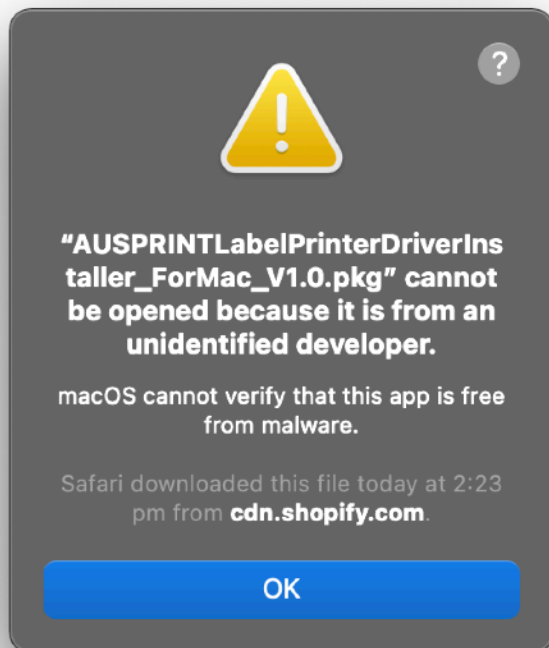 ?
“AUSPRINTLabelPrinterDriverIns
taller_ForMac_V1.0.pkg” cannot
be opened because it is from an
unidentified developer.
macOS cannot verify that this app is free
from malware.
Safari downloaded this file today at 2:23
pm from cdn.shopify.com.
OK